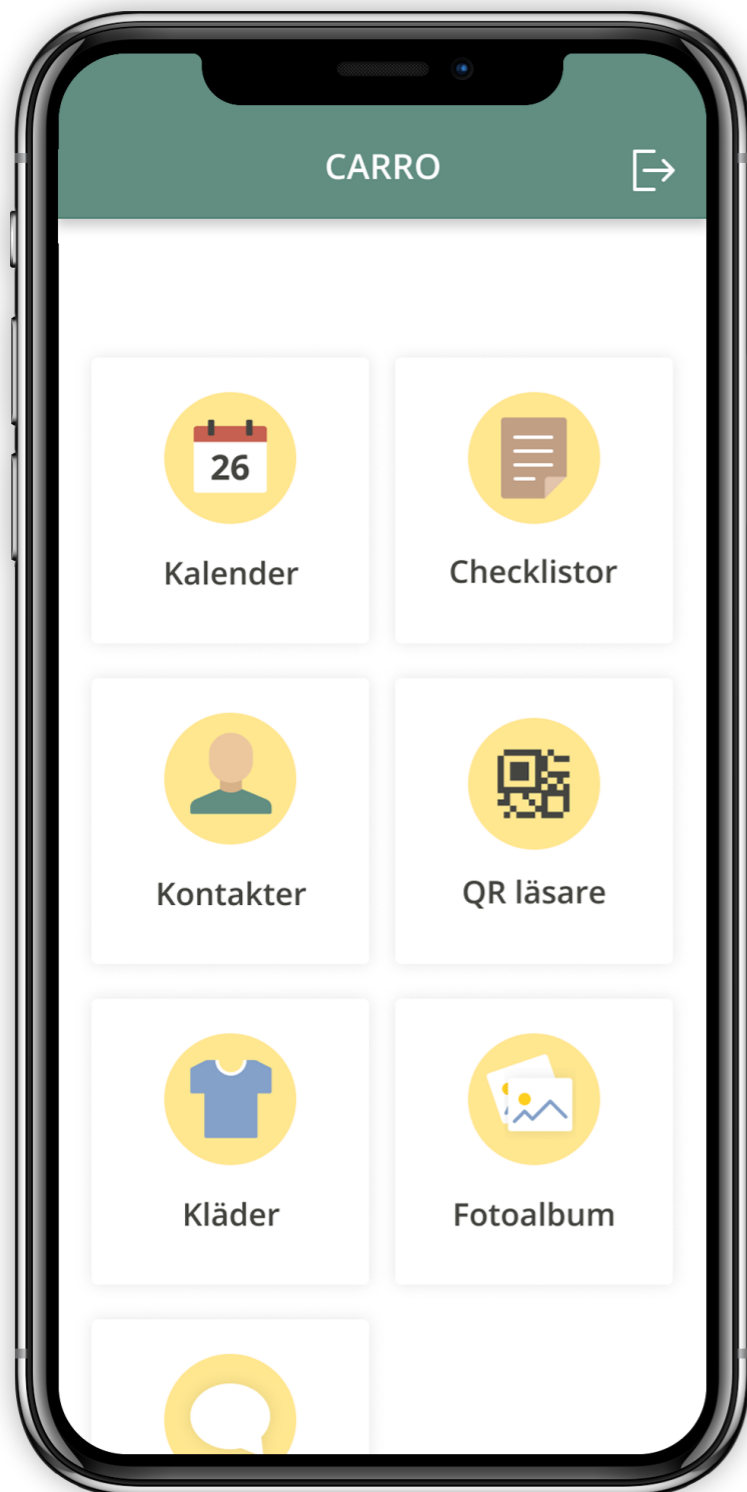 CARRO
26
Kalender
Checklistor
Kontakter
QR läsare
Kläder
Fotoalbum